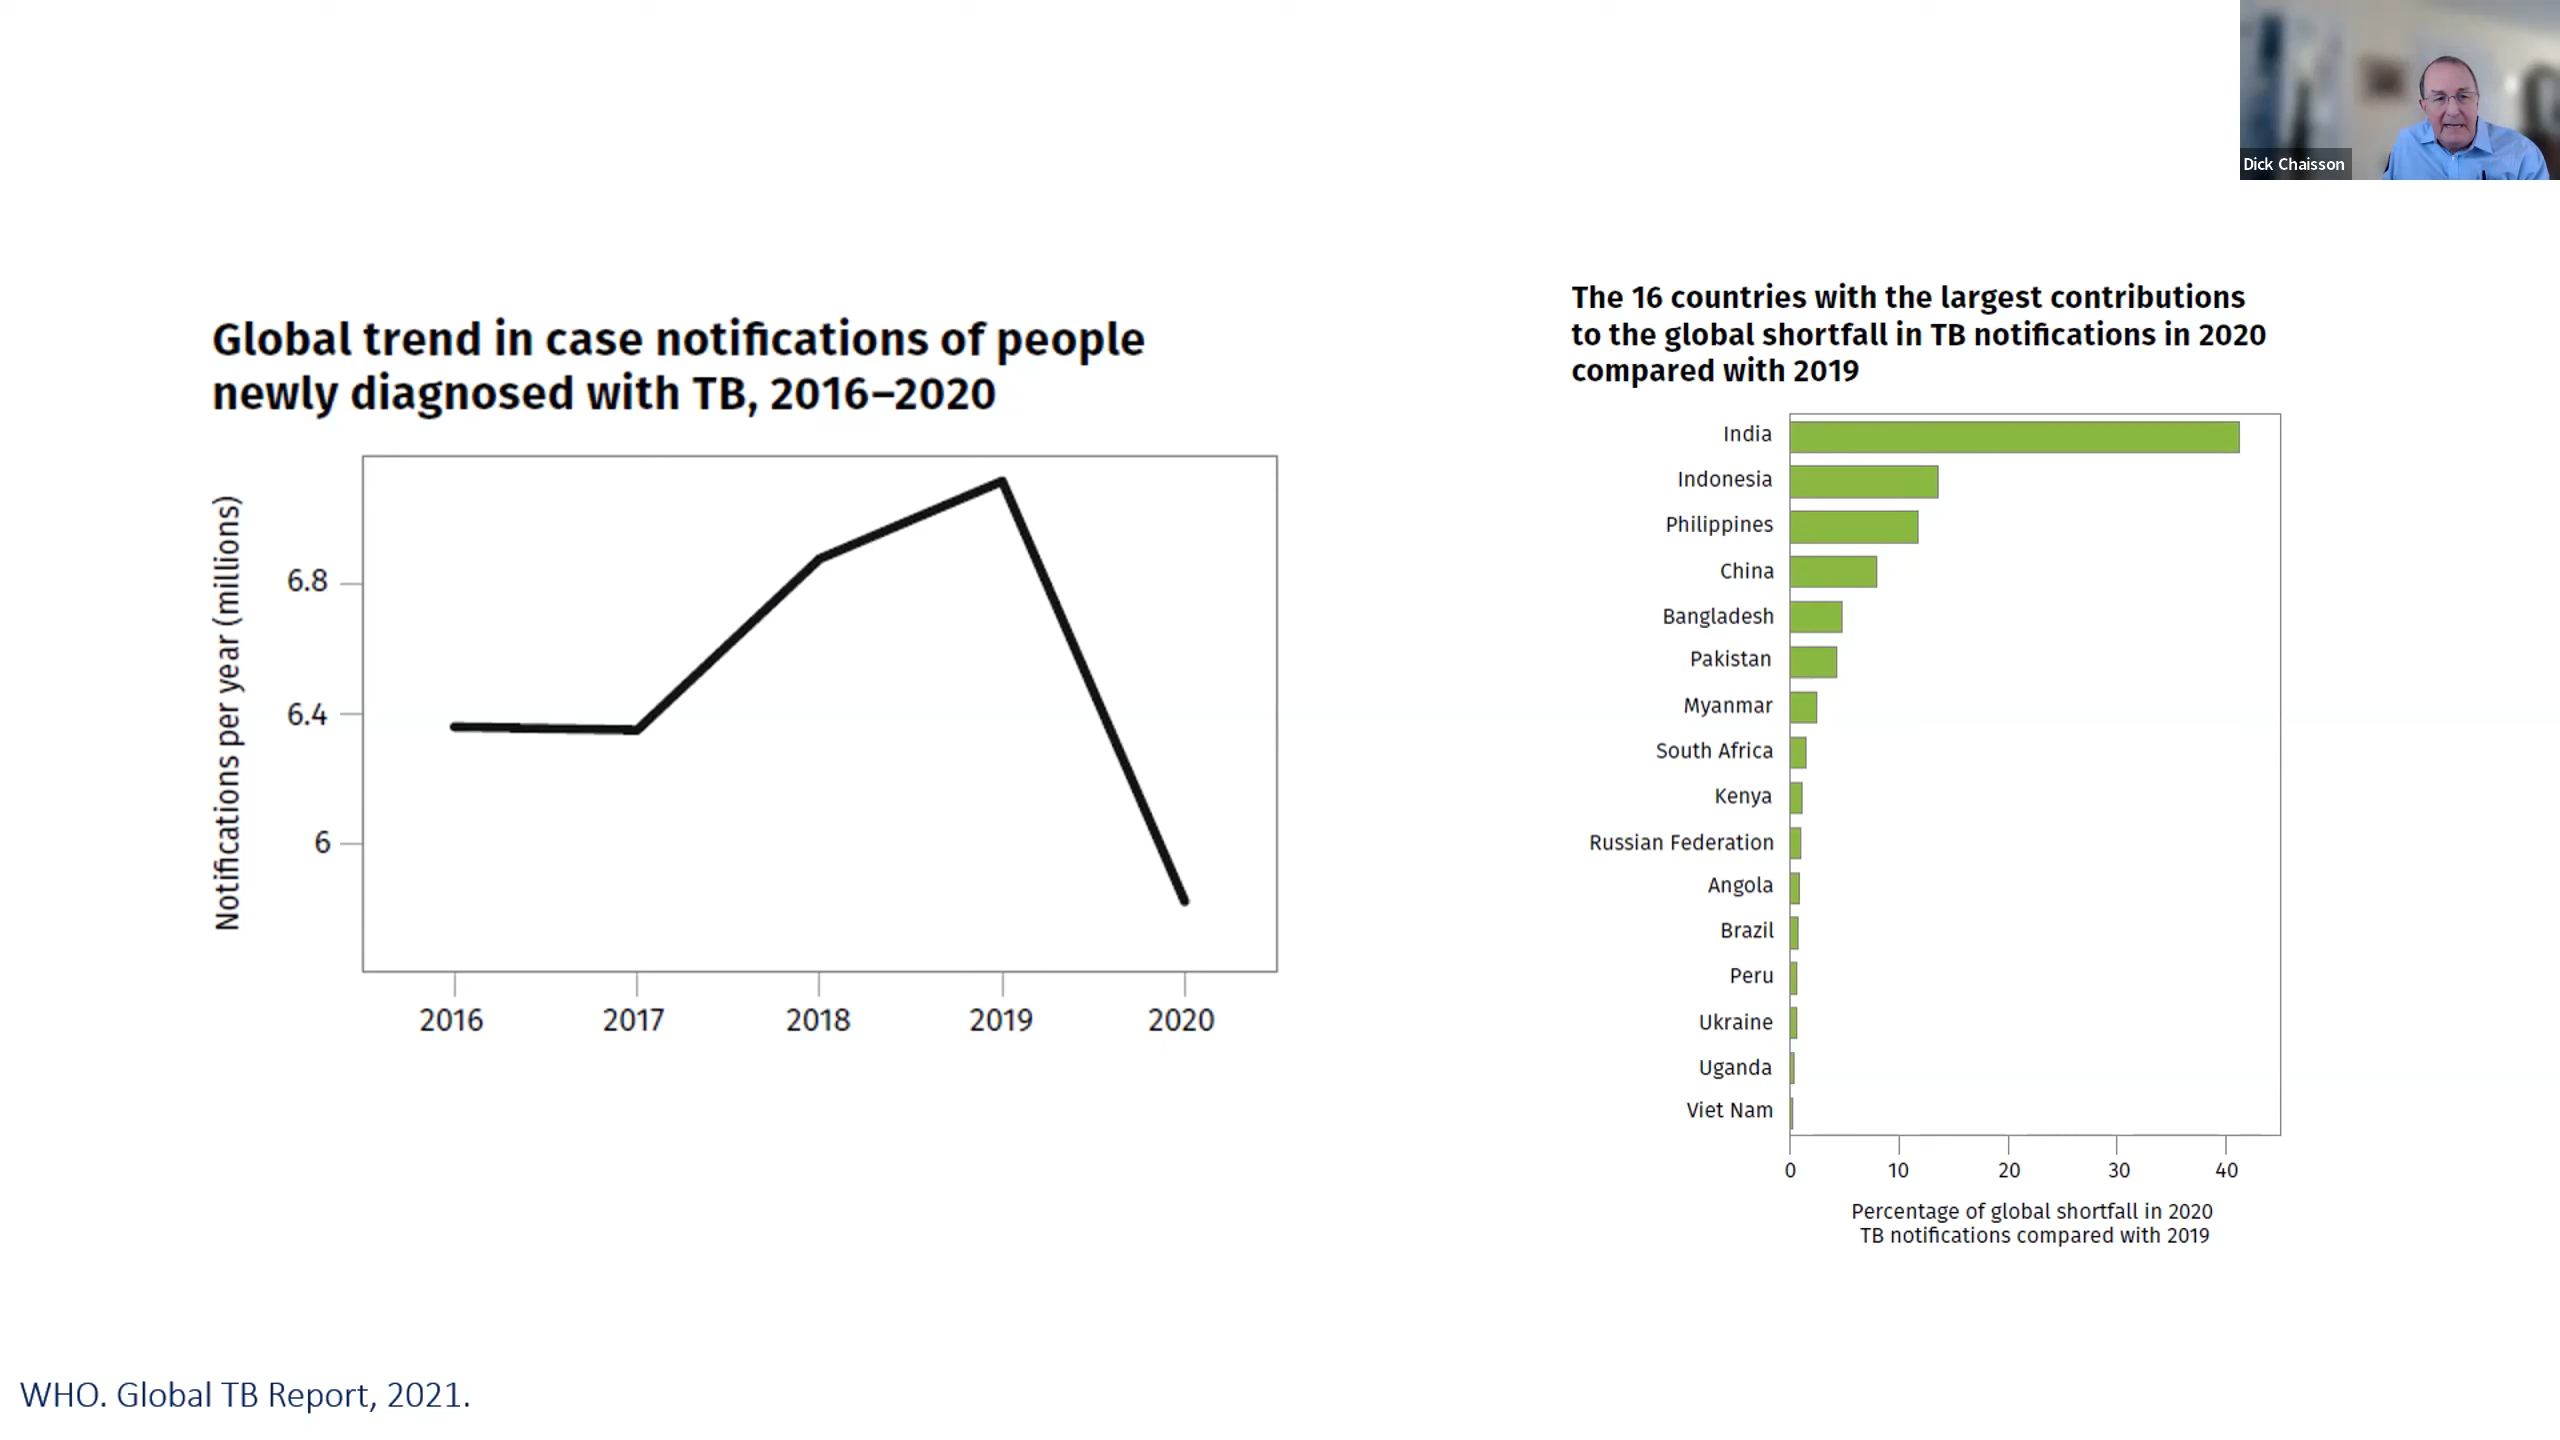 Dick Chaisson
Global trend in case notifications of people
newly diagnosed with TB, 2016–2020
Notifications per year (millions)
6.8
6.4
6
2016 2017 2018 2019 2020
The 16 countries with the largest contributions
to the global shortfall in TB notifications in 2020
compared with 2019
India
Indonesia
Philippines
China
Bangladesh
Pakistan
Myanmar
South Africa
Kenya
Russian Federation
Angola
Brazil
Peru
Ukraine
Uganda
Viet Nam
0 10 20 30 40
Percentage of global shortfall in 2020
TB notifications compared with 2019
WHO. Global TB Report, 2021.